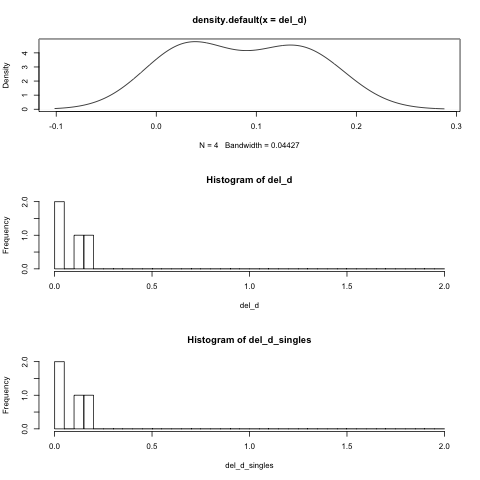 density.default(x = del_d)
Density
0 1 2 3 4
-0.1 0.0 0.1 0.2 0.3
N = 4 Bandwidth = 0.04427
Histogram of del_d
Frequency
0.0 1.0 2.0
0.0 0.5 1.0 1.5 2.0
del_d
Histogram of del_d_singles
Frequency
0.0 1.0 2.0
0.0 0.5 1.0 1.5 2.0
del_d_singles